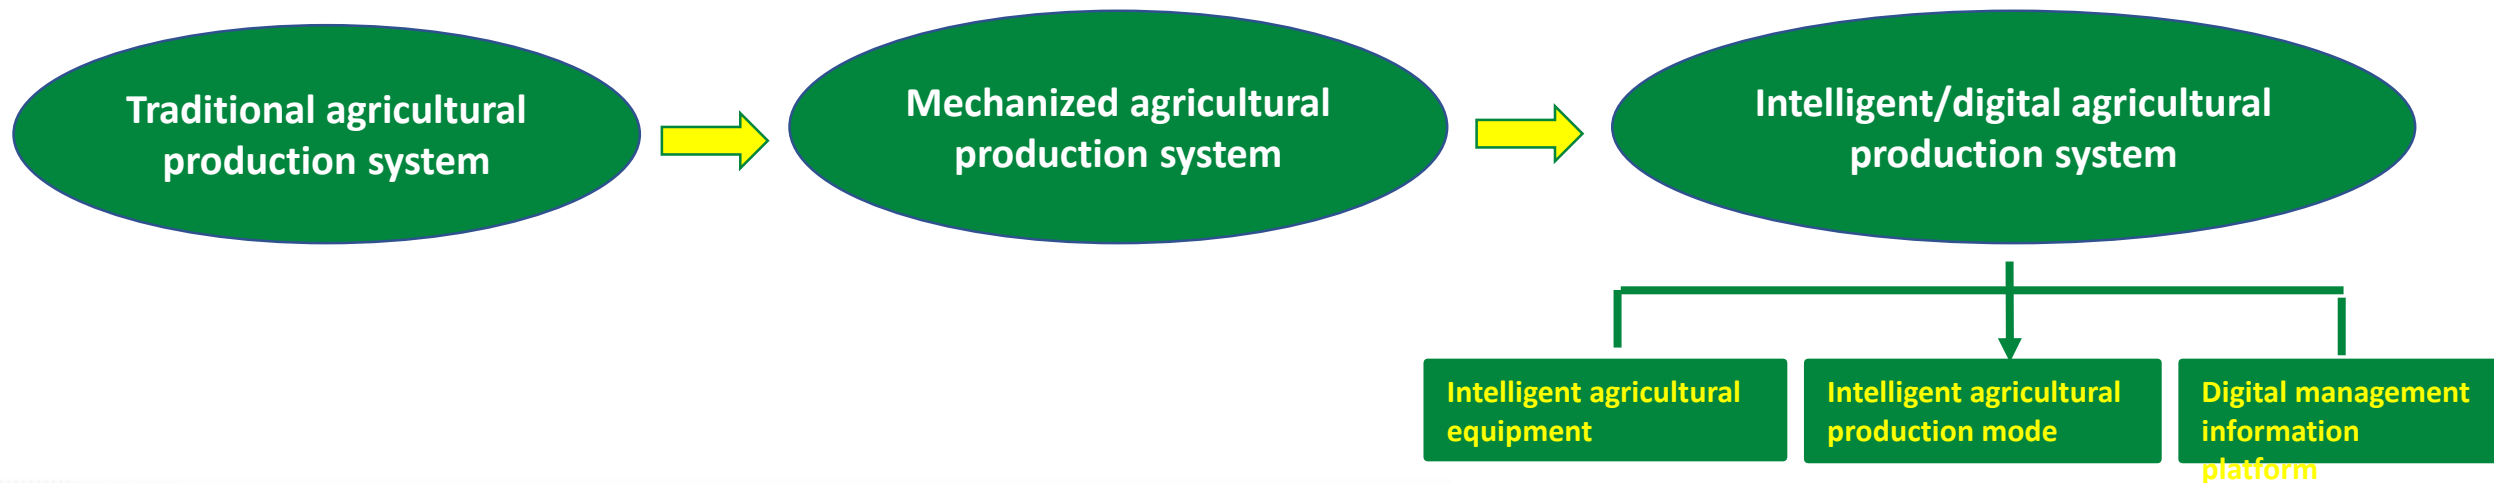 Traditional agricultural
production system
Mechanized agricultural
production system
Intelligent/digital agricultural
production system
Intelligent agricultural
equipment
Intelligent agricultural
production mode
Digital management
information
platform